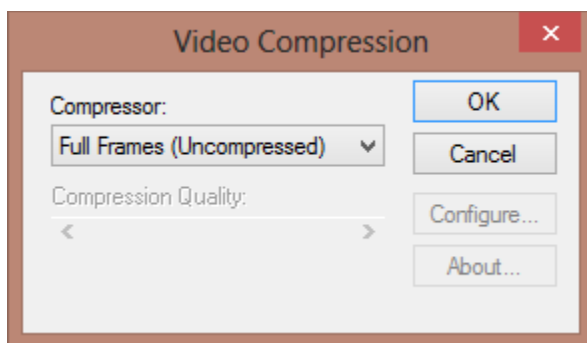 Video Compression
Compressor:
OK
Full Frames (Uncompressed)
Cancel
Compression Quality:
Configure...
About...